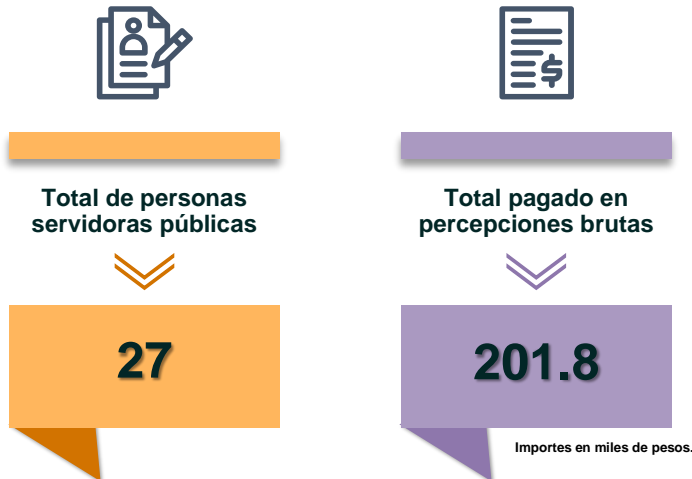 Total de personas
servidoras públicas
27
Total pagado en
percepciones brutas
201.8
Importes en miles de pesos.